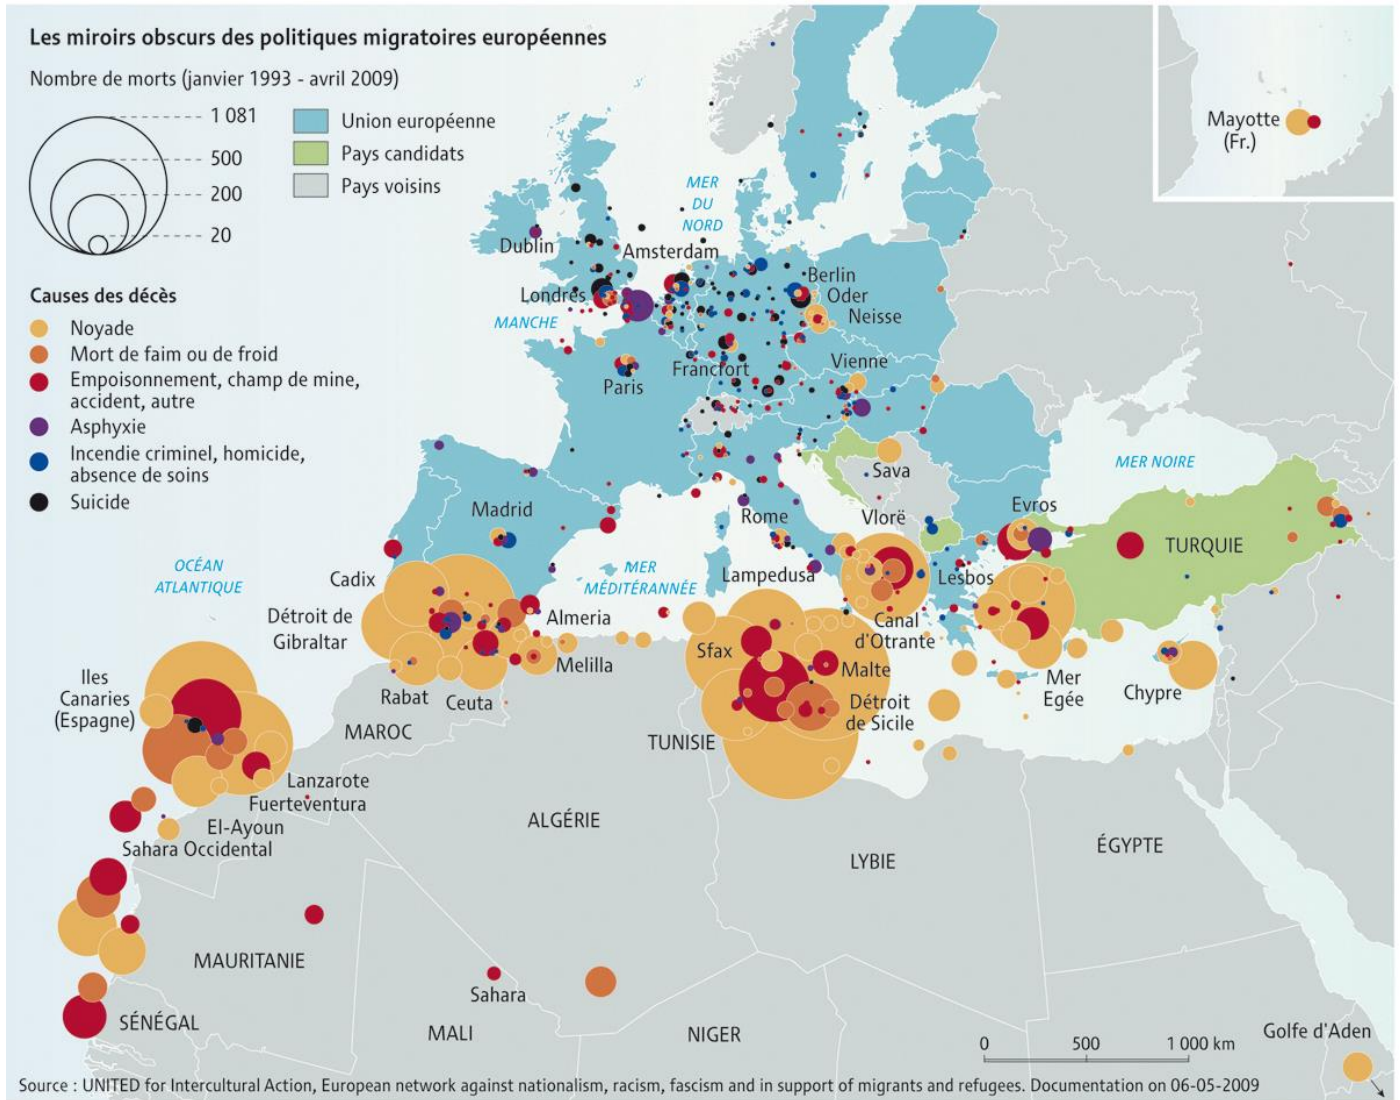 Les miroirs obscurs des politiques migratoires européennes
Nombre de morts (janvier 1993 - avril 2009)
1 081
500
200
20
Union européenne
Pays candidats
Pays voisins
Causes des décès
Noyade
Mort de faim ou de froid
Empoisonnement, champ de mine,
accident, autre
Asphyxie
Incendie criminel, homicide,
absence de soins
Suicide
Mayotte
(Fr.)
MER
DU
NORD
Dublin
Amsterdam
Londres
MANCHE
Berlin
Oder
Neisse
Paris
Francfort
Vienne
Sava
MER NOIRE
Madrid
Rome
Vlorë
Evros
TURQUIE
OCÉAN
ATLANTIQUE
MER
MÉDITÉRANNÉE
Cadix
Lampedusa
Lesbos
Détroit de
Gibraltar
Almeria
Canal
d'Otrante
Sfax
Malte
Melilla
Iles
Canaries
(Espagne)
Rabat
Ceuta
Mer
Egée
Chypre
Détroit
de Sicile
MAROC
TUNISIE
Lanzarote
Fuerteventura
El-Ayoun
Sahara Occidental
ALGÉRIE
LYBIE
ÉGYPTE
MAURITANIE
Sahara
SÉNÉGAL
MALI
NIGER
Golfe d'Aden
0 500 1 000 km
Source : UNITED for Intercultural Action, European network against nationalism, racism, fascism and in support of migrants and refugees. Documentation on 06-05-2009